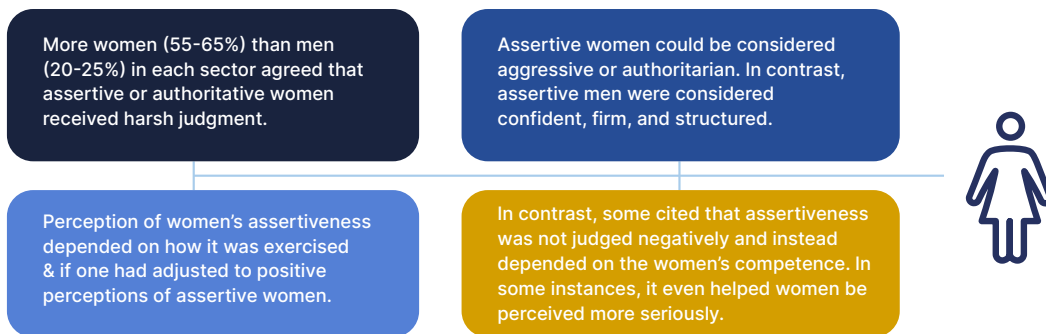 More women (55-65%) than men
(20-25%) in each sector agreed that
assertive or authoritative women
received harsh judgment.
Assertive women could be considered
aggressive or authoritarian. In contrast,
assertive men were considered
confident, firm, and structured.
Perception of women’s assertiveness
depended on how it was exercised
& if one had adjusted to positive
perceptions of assertive women.
In contrast, some cited that assertiveness
was not judged negatively and instead
depended on the women’s competence. In
some instances, it even helped women be
perceived more seriously.